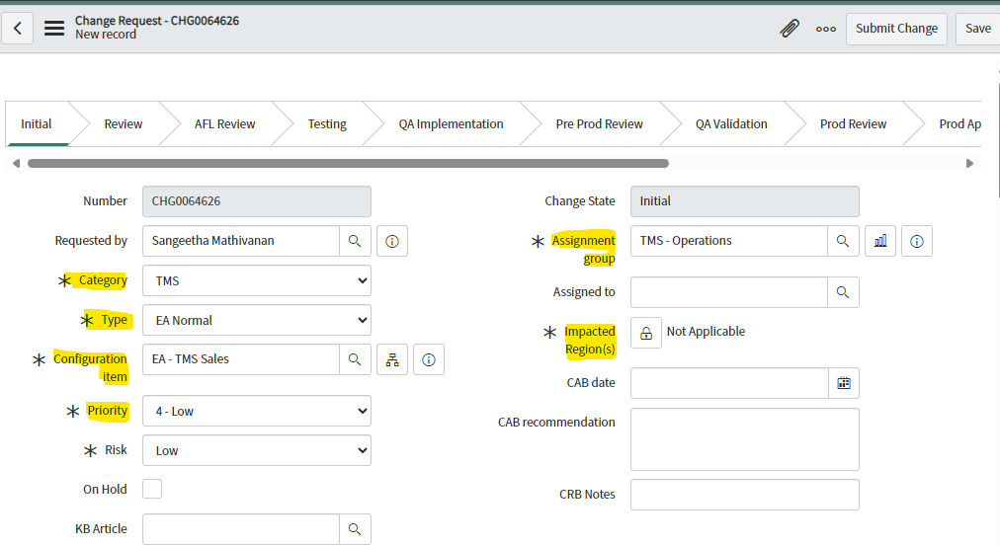 Change Request - CHG0064626
New record
Submit Change
Save
Initial
Review
AFL Review
Testing
QA Implementation
Pre Prod Review
QA Validation
Prod Review
Prod Ap
Number
CHG0064626
Requested by
Sangeetha Mathivanan
Category
TMS
Type
EA Normal
Configuration
item
EA - TMS Sales
Priority
4 - Low
Risk
Low
On Hold
KB Article
Change State
Initial
Assignment
group
TMS - Operations
Assigned to
Impacted
Region(s)
Not Applicable
CAB date
CAB recommendation
CRB Notes